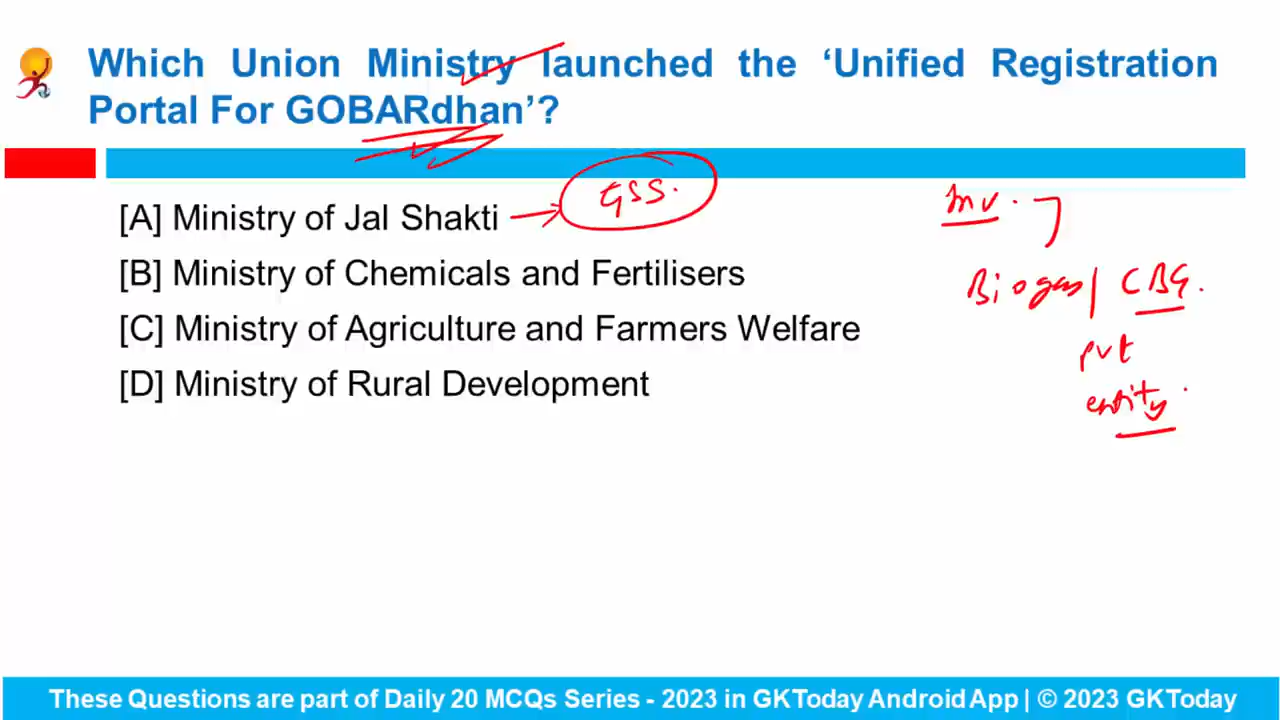 Which Union Ministry launched the ‘Unified Registration
Portal For GOBARdhan’?
[A] Ministry of Jal Shakti
GSS.
[B] Ministry of Chemicals and Fertilisers
[C] Ministry of Agriculture and Farmers Welfare
[D] Ministry of Rural Development
Biogas/ CBG.
pvt
entity.
These Questions are part of Daily 20 MCQs Series - 2023 in GKToday Android App | © 2023 GKToday